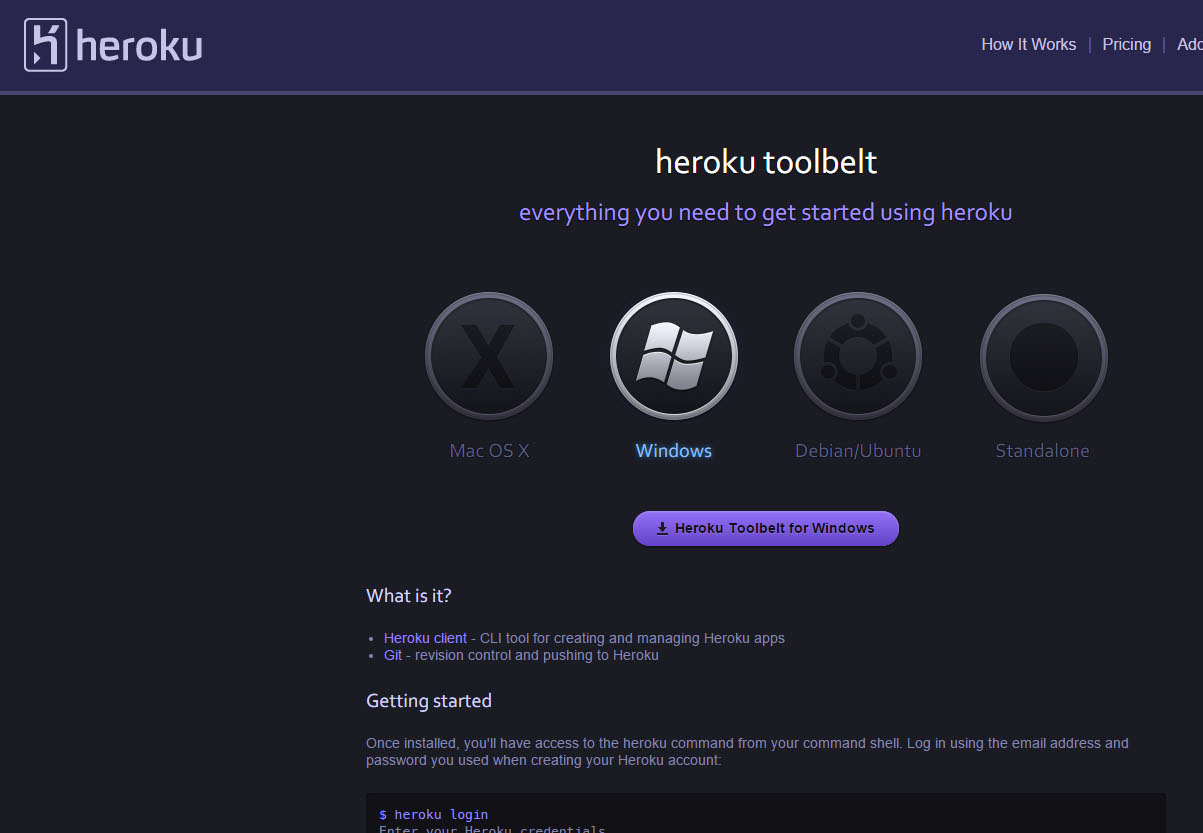 heroku
How It Works | Pricing |
heroku toolbelt
everything you need to get started using heroku
X
Mac OS X
Windows
Debian/Ubuntu
Standalone
Heroku Toolbelt for Windows
What is it?
• Heroku client - CLI tool for creating and managing Heroku apps
• Git - revision control and pushing to Heroku
Getting started
Once installed, you'll have access to the heroku command from your command shell. Log in using the email address and
password you used when creating your Heroku account:
$ heroku login
Enter your Heroku credentials.